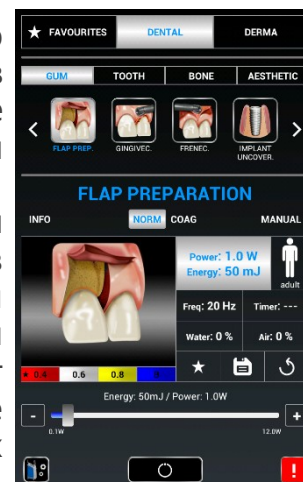 FAVOURITES DENTAL DERMA
GUM TOOTH BONE AESTHETIC
FLAP PREP. GINGIVEC. FRENEC. IMPLANT
UNCOVER.
FLAP PREPARATION
INFO NORM COAG MANUAL
Power: 1.0 W
Energy: 50 mJ
adult
Freq: 20 Hz Timer: ---
Water: 0 % Air: 0 %
0.4 0.6 0.8
Energy: 50mJ / Power: 1.0W
- +
0.1W 12.0W
!